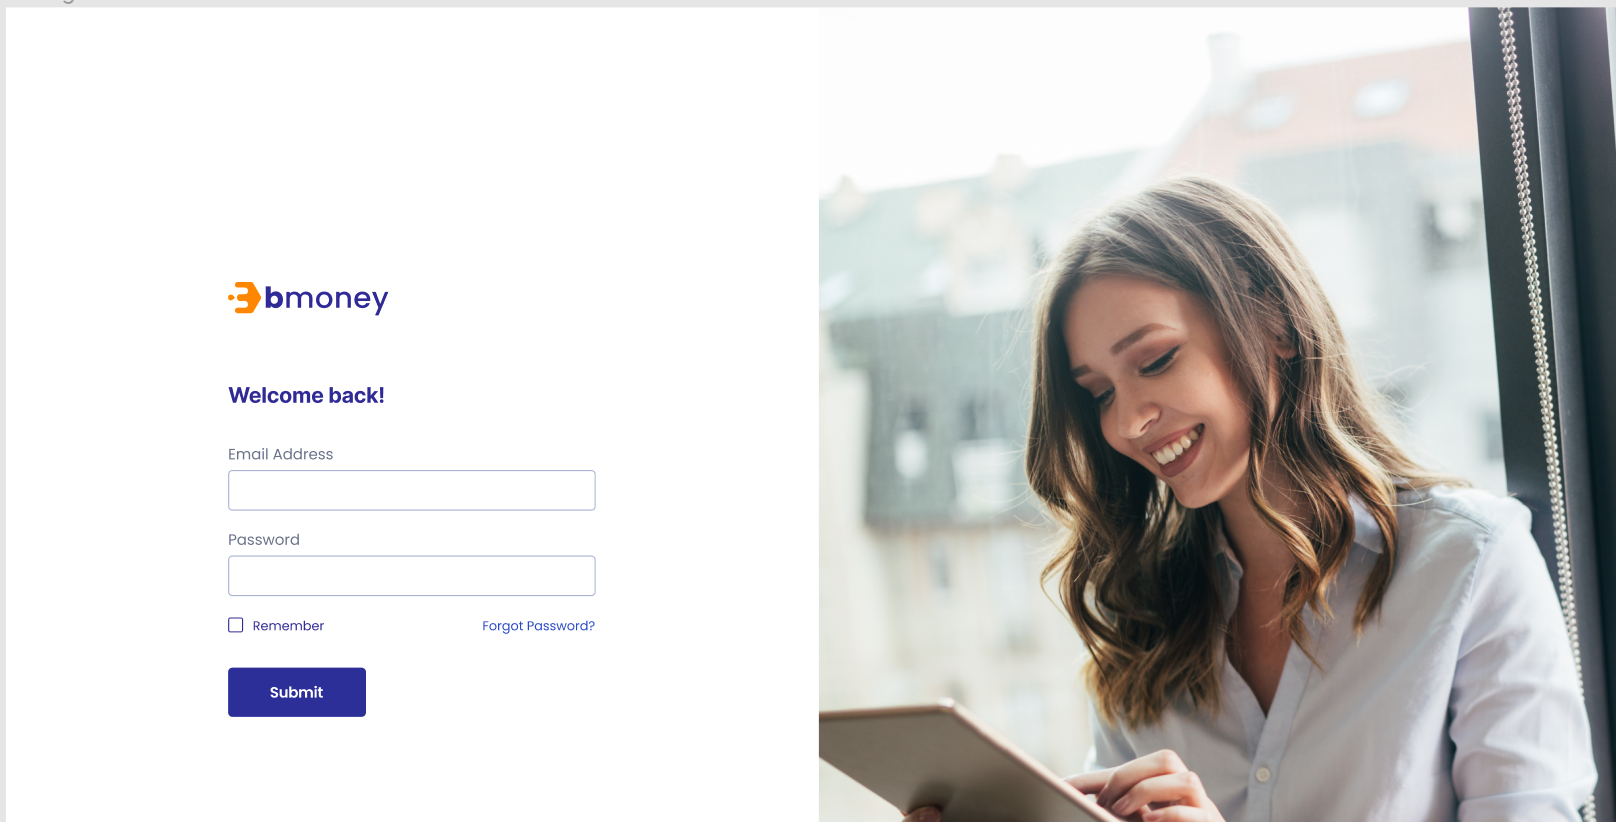 bmoney
Welcome back!
Email Address
Password
Remember
Forgot Password?
Submit